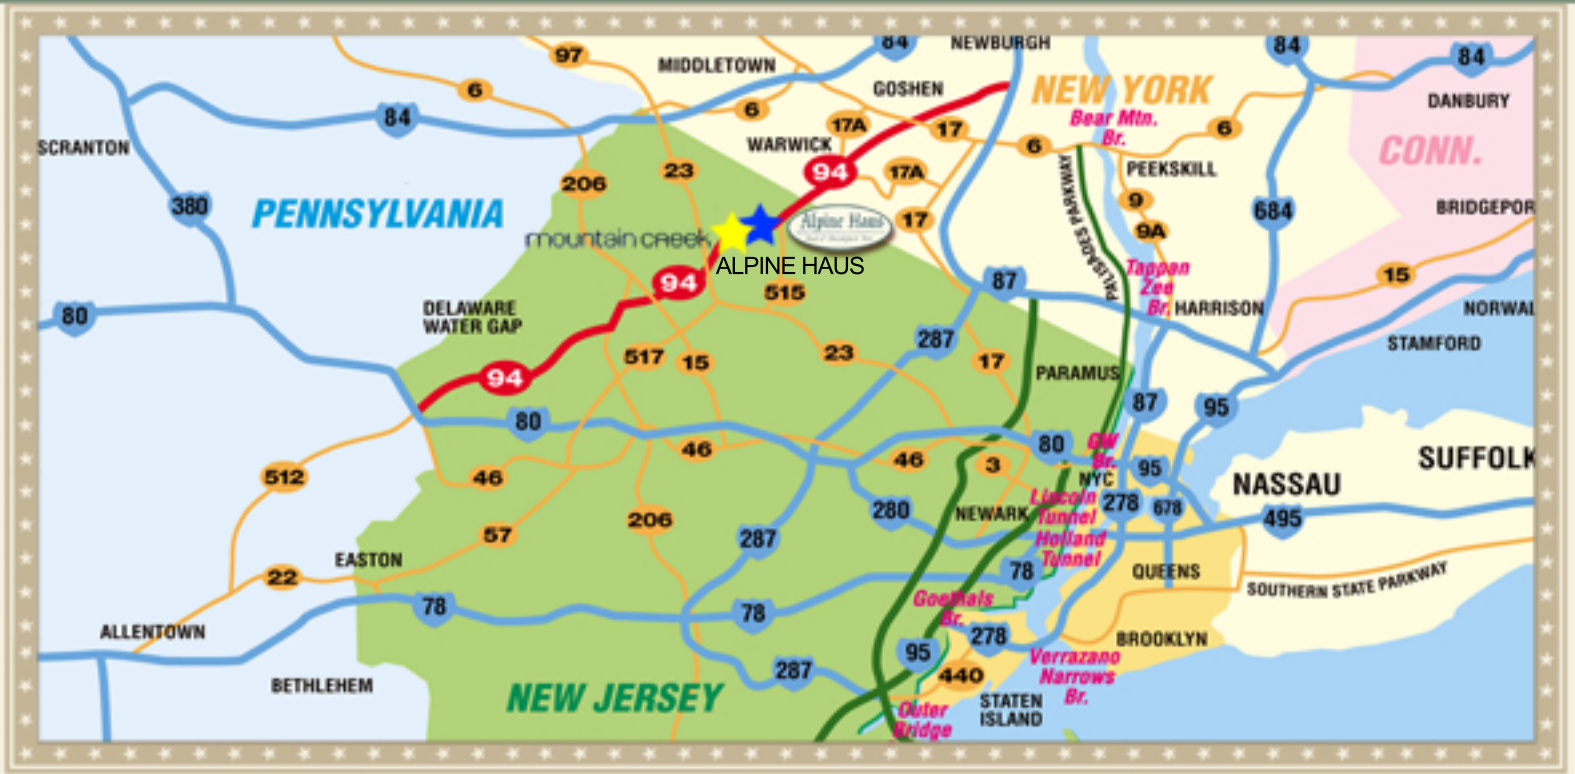 97
84
NEWBURGH
84
84
MIDDLETOWN
6
GOSHEN
NEW YORK
DANBURY
84
6
17A
17
Bear Mtn.
Br.
6
SCRANTON
WARWICK
6
CONN.
206
23
94
17A
PALISADES PARKWAY
PEEKSKILL
380
PENNSYLVANIA
9
684
BRIDGEPOR
mountain creek
Alpine Haus
17
9A
ALPINE HAUS
94
515
87
Tappan
Zee
Br.
15
80
DELAWARE
WATER GAP
HARRISON
NORWAL
287
STAMFORD
517
15
23
17
PARAMUS
94
87
95
80
46
46
3
80
GW
Br.
95
SUFFOLK
512
46
NYC
NASSAU
280
NEWARK
Lincoln
Tunnel
278
678
495
57
206
287
Holland
Tunnel
EASTON
22
78
QUEENS
SOUTHERN STATE PARKWAY
78
78
Goethals
Br.
ALLENTOWN
278
BROOKLYN
95
BETHLEHEM
287
440
Verrazano
Narrows
Br.
NEW JERSEY
STATEN
ISLAND
Outer
Bridge